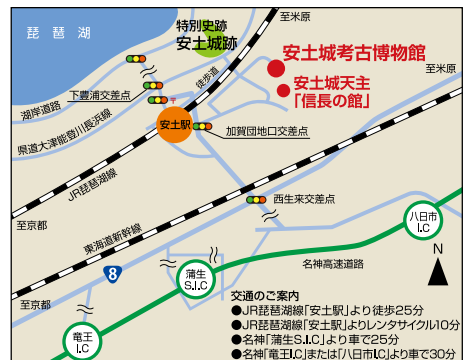 琵琶湖
特別史跡
安土城跡
至米原
安土城考古博物館
至米原
安土城天主
「信長の館」
徒歩道
下豊浦交差点
湖岸道路
県道大津能登川長浜線
〒
安土駅
加賀団地口交差点
JR琵琶湖線
西生来交差点
至京都
東海道新幹線
八日市
I.C
N
8
蒲生
S.I.C
名神高速道路
至京都
竜王
I.C
交通のご案内
●JR琵琶湖線「安土駅」より徒歩25分
●JR琵琶湖線「安土駅」よりレンタサイクル10分
●名神「蒲生S.I.C」より車で25分
●名神「竜王I.C」または「八日市I.C」より車で30分